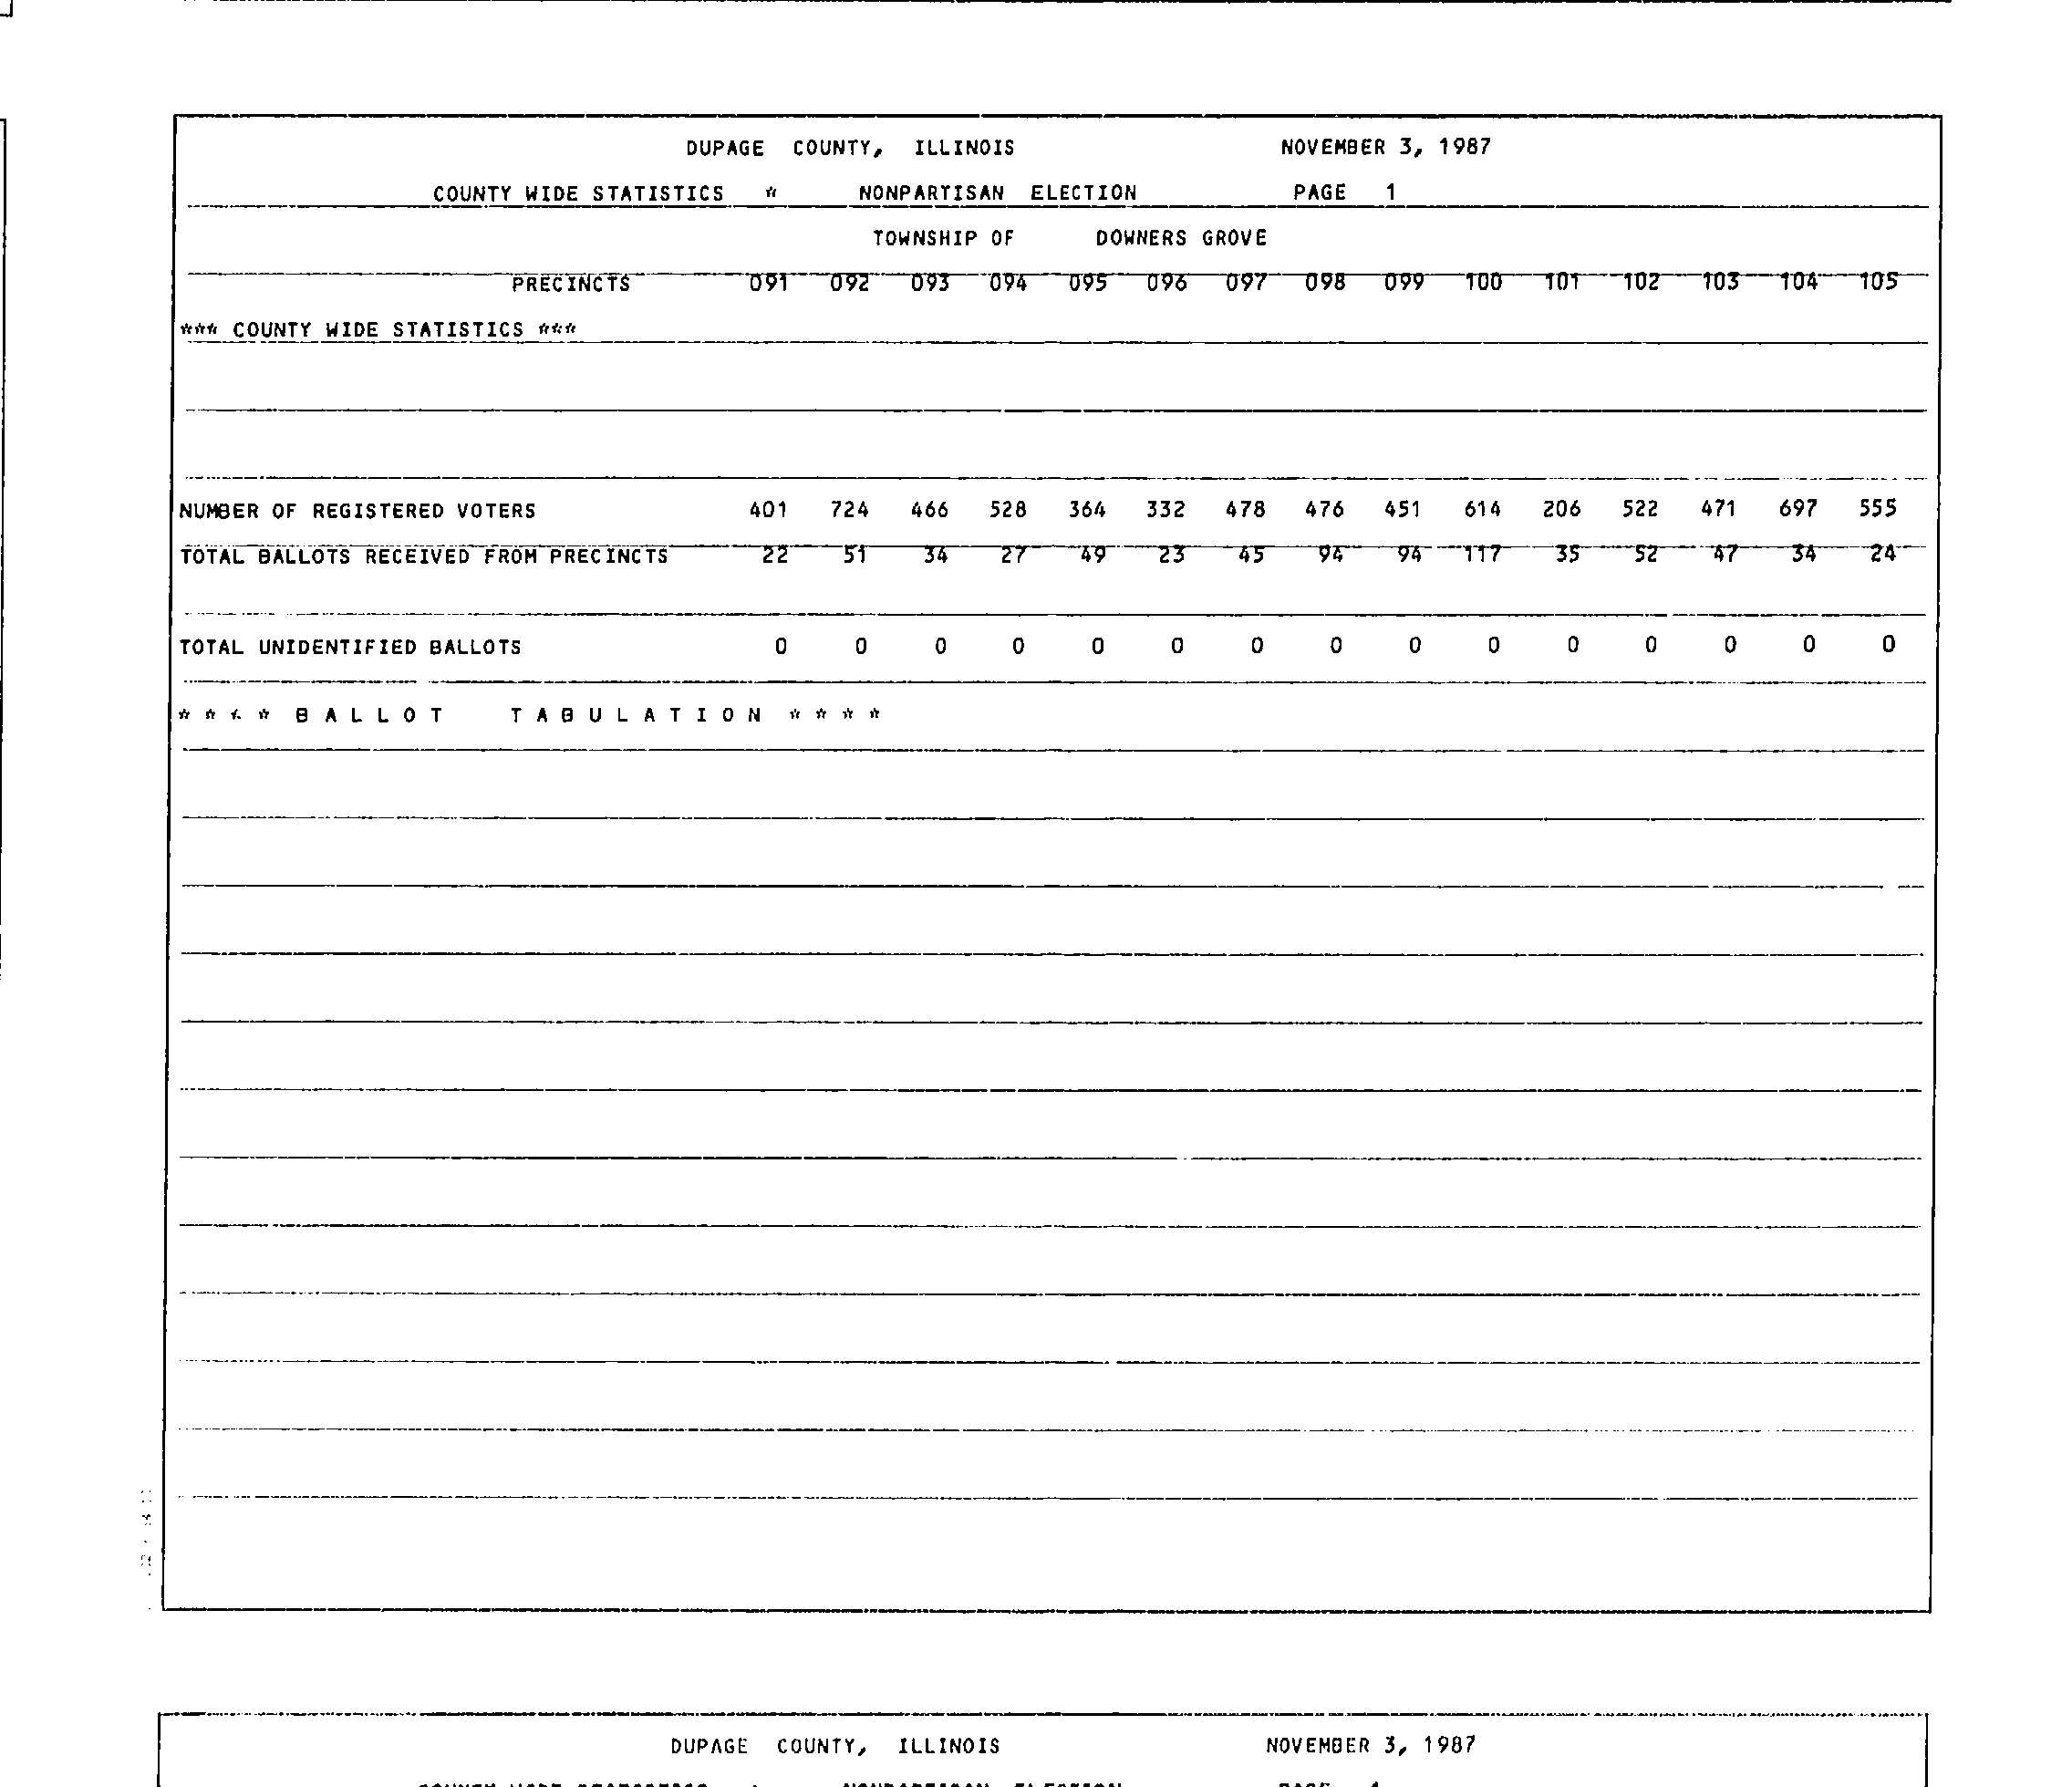 DUPAGE COUNTY, ILLINOIS NOVEMBER 3, 1987
COUNTY WIDE STATISTICS * NONPARTISAN ELECTION PAGE 1
TOWNSHIP OF DOWNERS GROVE
PRECINCTS 091 092 093 094 095 096 097 098 099 100 101 102 103 104 105
*** COUNTY WIDE STATISTICS ***
NUMBER OF REGISTERED VOTERS 401 724 466 528 364 332 478 476 451 614 206 522 471 697 555
TOTAL BALLOTS RECEIVED FROM PRECINCTS 22 51 34 27 49 23 45 94 94 117 35 52 47 34 24
TOTAL UNIDENTIFIED BALLOTS 0 0 0 0 0 0 0 0 0 0 0 0 0 0 0
* * * * B A L L O T T A B U L A T I O N * * * *
DUPAGE COUNTY, ILLINOIS NOVEMBER 3, 1987